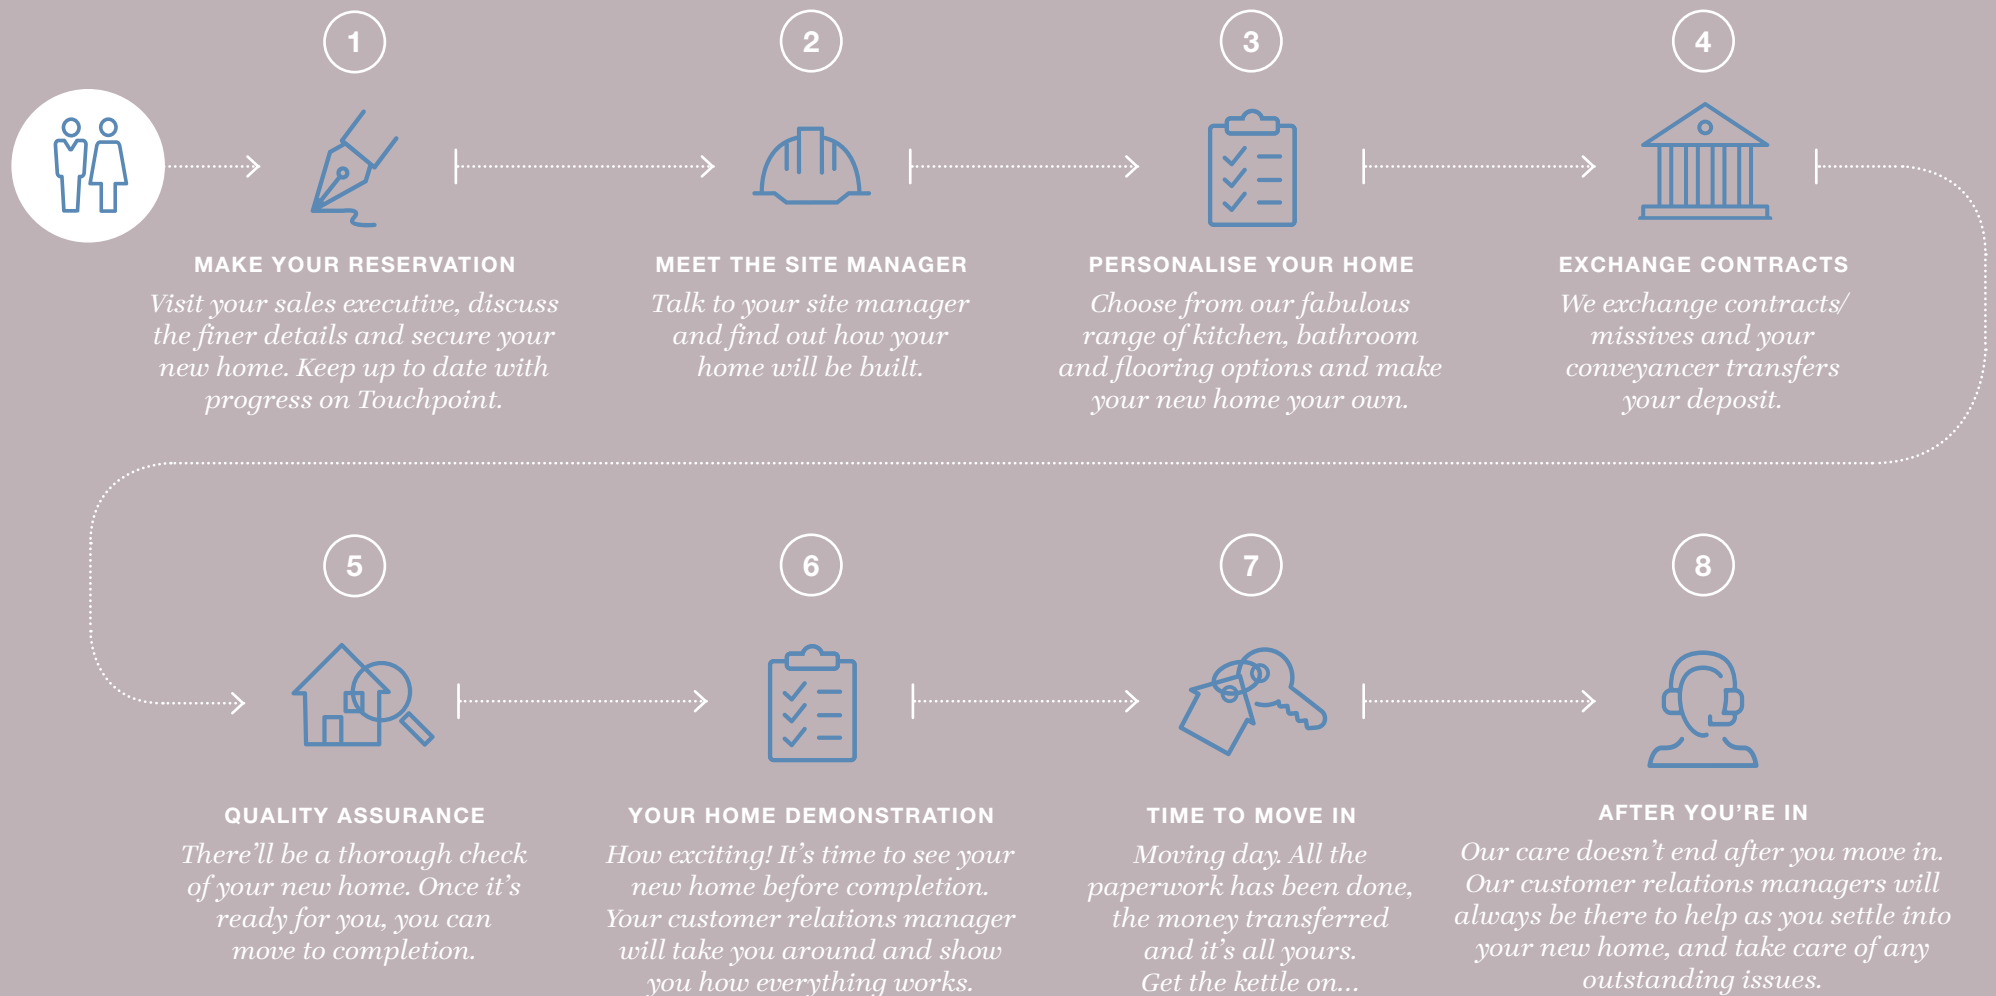 1
MAKE YOUR RESERVATION
Visit your sales executive, discuss
the finer details and secure your
new home. Keep up to date with
progress on Touchpoint.
2
MEET THE SITE MANAGER
Talk to your site manager
and find out how your
home will be built.
3
PERSONALISE YOUR HOME
Choose from our fabulous
range of kitchen, bathroom
and flooring options and make
your new home your own.
4
EXCHANGE CONTRACTS
We exchange contracts/
missives and your
conveyancer transfers
your deposit.
5
QUALITY ASSURANCE
There’ll be a thorough check
of your new home. Once it’s
ready for you, you can
move to completion.
6
YOUR HOME DEMONSTRATION
How exciting! It’s time to see your
new home before completion.
Your customer relations manager
will take you around and show
you how everything works.
7
TIME TO MOVE IN
Moving day. All the
paperwork has been done,
the money transferred
and it’s all yours.
Get the kettle on...
8
AFTER YOU’RE IN
Our care doesn’t end after you move in.
Our customer relations managers will
always be there to help as you settle into
your new home, and take care of any
outstanding issues.